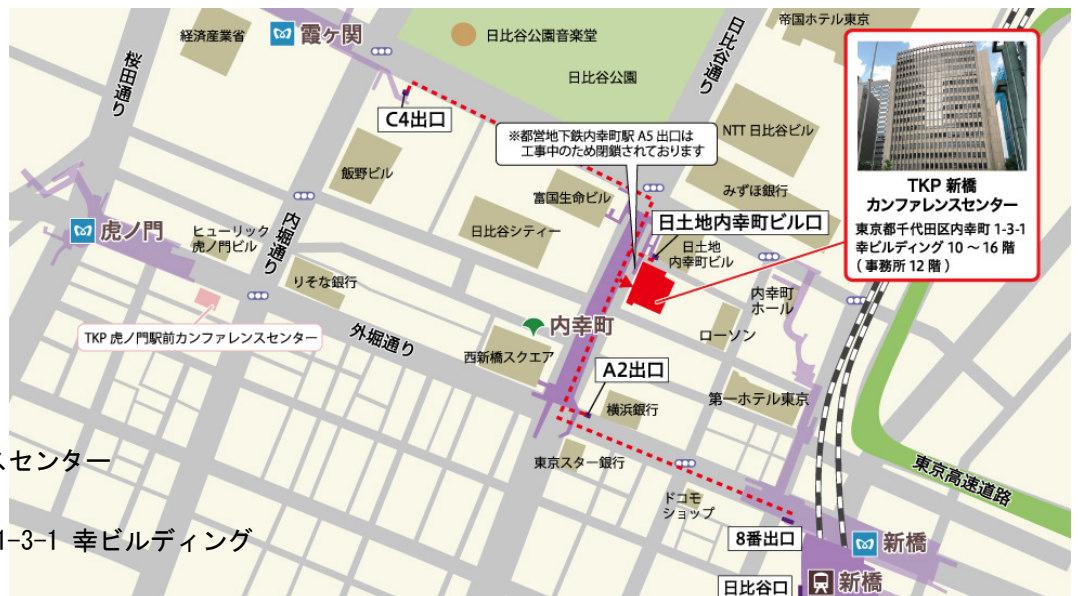 経済産業省
霞ヶ関
日比谷公園音楽堂
日比谷通り
帝国ホテル東京
桜田通り
日比谷公園
C4出口
※都営地下鉄内幸町駅 A5 出口は
工事中のため閉鎖されております
NTT 日比谷ビル
飯野ビル
富国生命ビル
みずほ銀行
TKP 新橋
カンファレンスセンター
東京都千代田区内幸町 1-3-1
幸ビルディング 10 ～ 16 階
( 事務所 12 階 )
虎ノ門
ヒューリック
虎ノ門ビル
内堀通り
日比谷シティー
日土地内幸町ビル口
日土地
内幸町ビル
りそな銀行
内幸町
ホール
TKP 虎ノ門駅前カンファレンスセンター
外堀通り
内幸町
ローソン
西新橋スクエア
A2出口
横浜銀行
第一ホテル東京
スセンター
東京スター銀行
東京高速道路
ドコモ
ショップ
1-3-1 幸ビルディング
8番出口
新橋
日比谷口
新橋